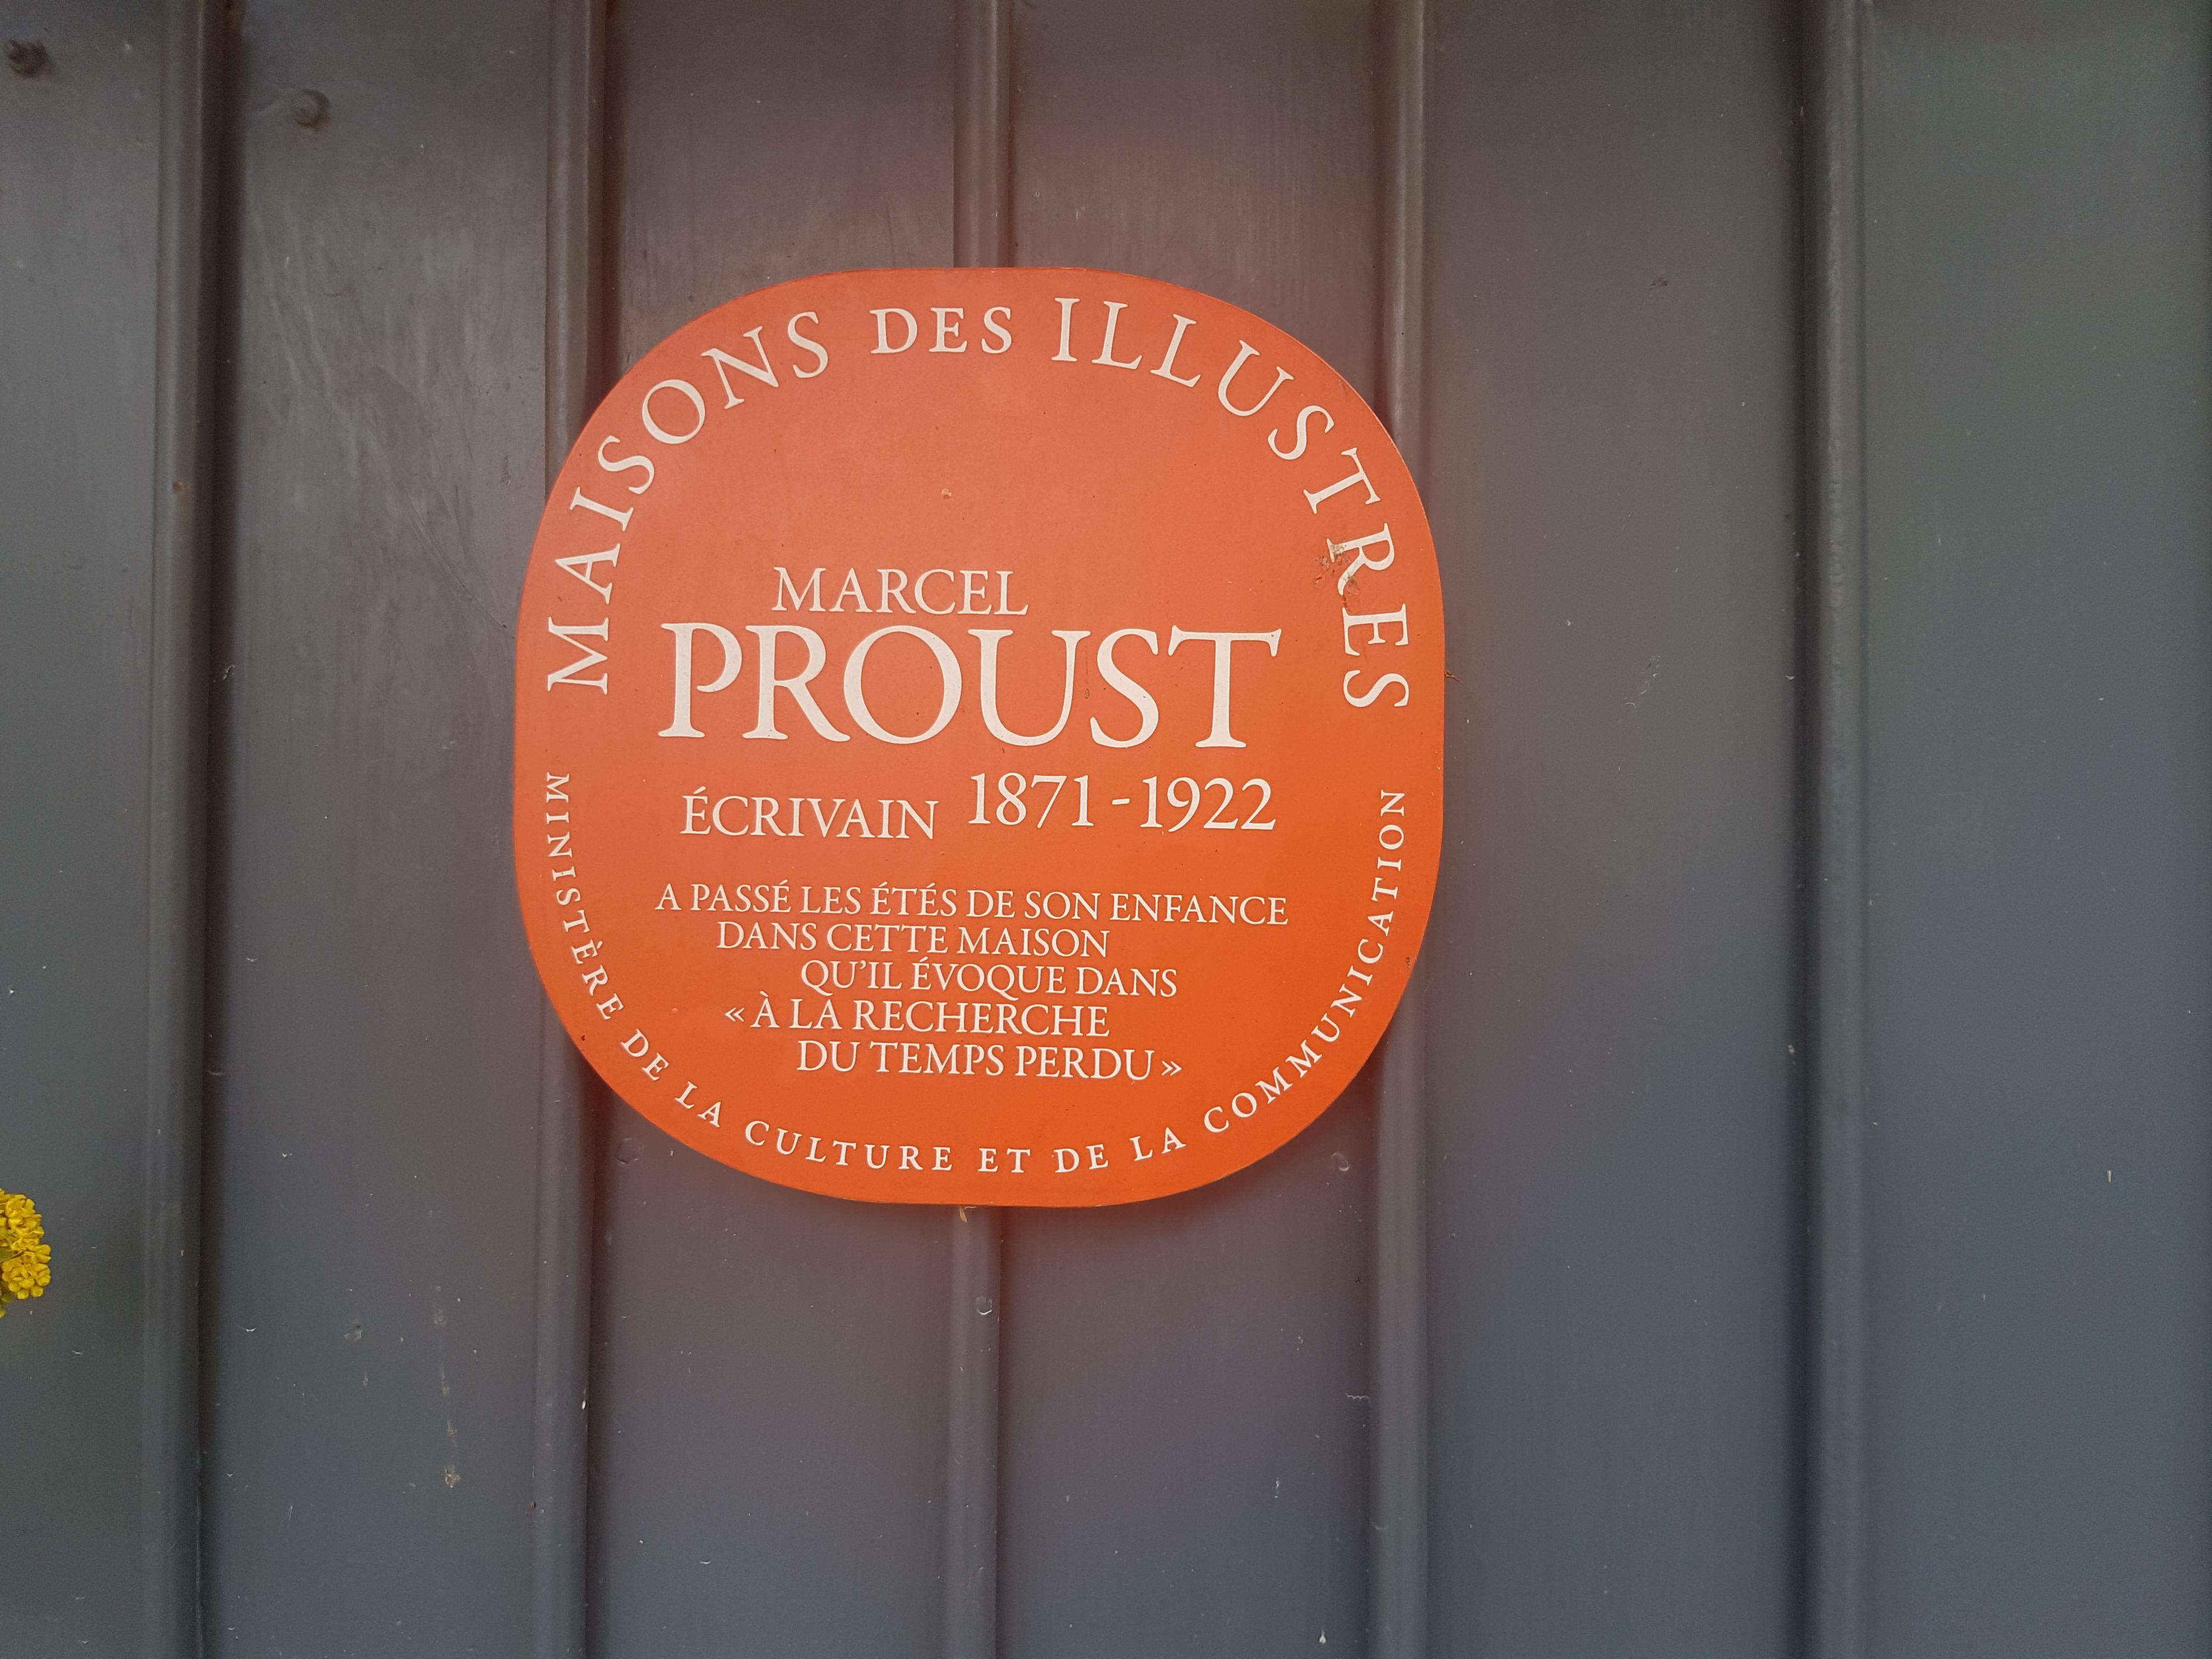 MAISONS DES ILLUSTRES
MARCEL
PROUST
ÉCRIVAIN 1871-1922
A PASSÉ LES ÉTÉS DE SON ENFANCE
DANS CETTE MAISON
QU'IL ÉVOQUE DANS
« À LA RECHERCHE
DU TEMPS PERDU »
MINISTÈRE DE LA CULTURE ET DE LA COMMUNICATION